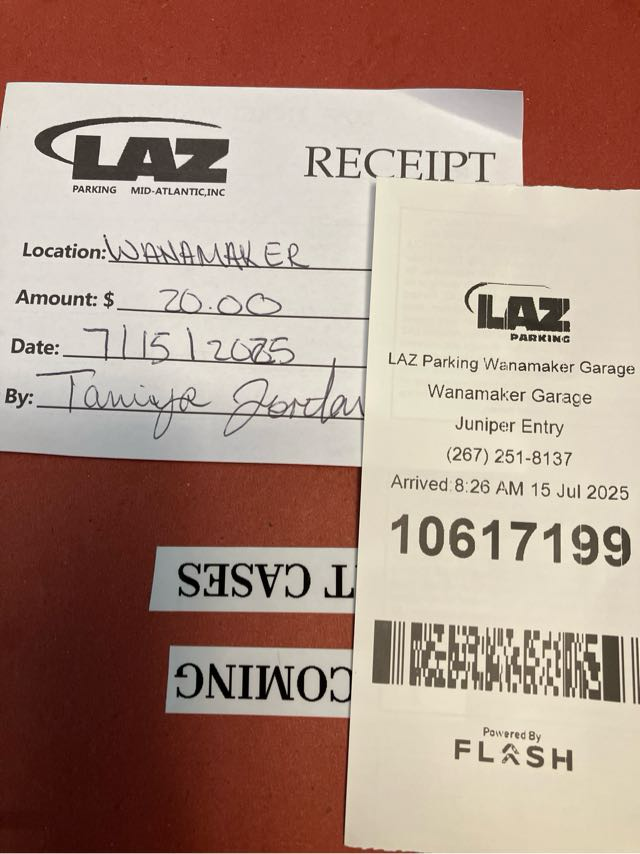 LAZ
PARKING MID-ATLANTIC,INC
RECEIPT
Location: WANAMAKER
Amount: $ 20.00
Date: 7/15/2025
By: Taniya Jordan
LAZ
PARKING
LAZ Parking Wanamaker Garage
Wanamaker Garage
Juniper Entry
(267) 251-8137
Arrived:8:26 AM 15 Jul 2025
10617199
Powered By
FLASH
T CASES
COMING